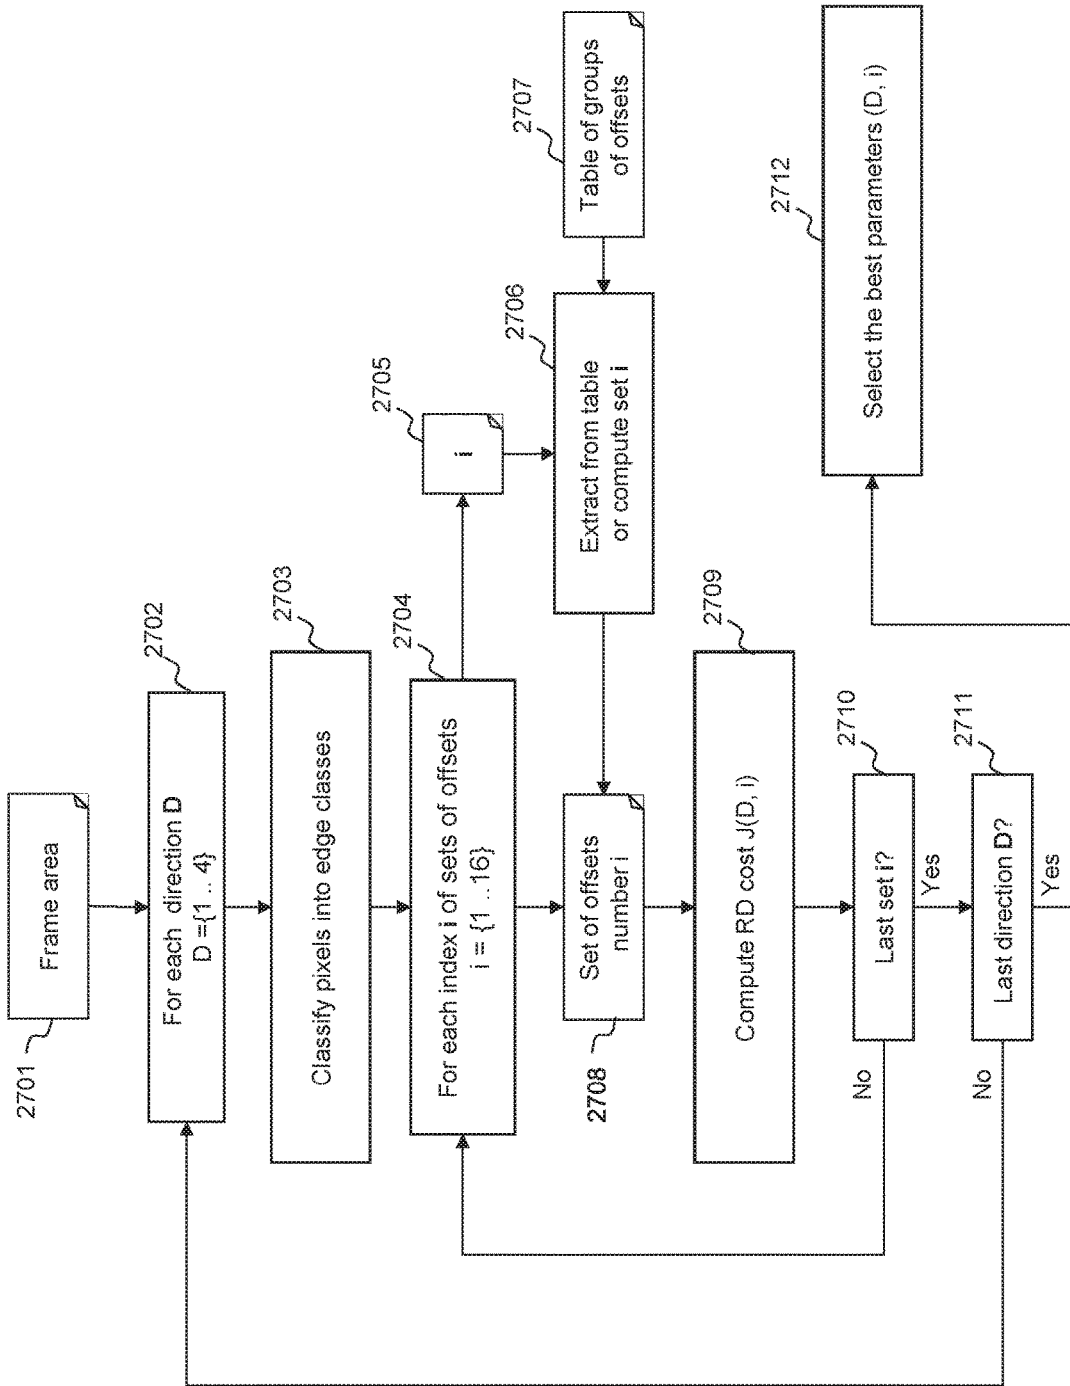 2701
Frame area
2702
For each direction D
D ={1 .. 4}
2703
Classify pixels into edge classes
2704
For each index i of sets of offsets
i = {1 ..16}
2705
i
2706
Extract from table
or compute set i
2707
Table of groups
of offsets
2708
Set of offsets
number i
2709
Compute RD cost J(D, i)
2710
Last set i?
No
Yes
2711
Last direction D?
No
Yes
2712
Select the best parameters (D, i)